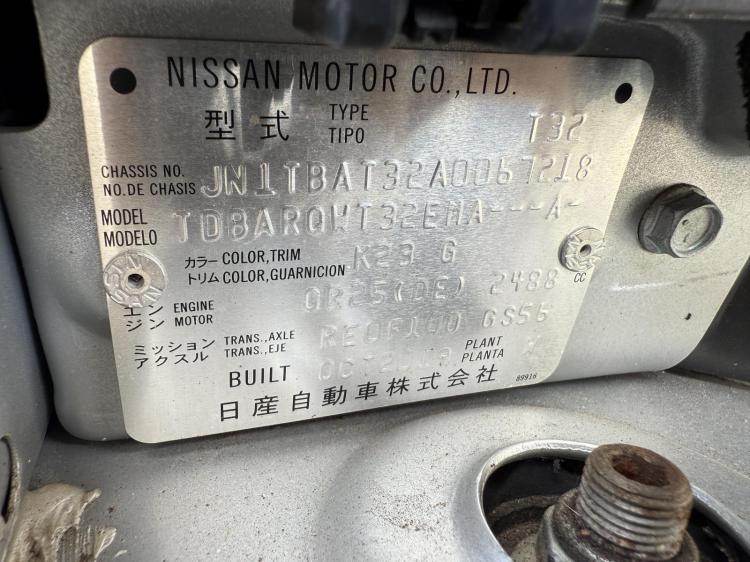 NISSAN MOTOR CO.,LTD.
型式 TYPE TIPO T32
CHASSIS NO. NO.DE CHASIS JN1TBAT32A0067218
MODEL MODELO TDBARQWT32EHA---A-
カラー COLOR,TRIM トリム COLOR,GUARNICION K23 G
エンジン ENGINE MOTOR QR25(DE) 2488 CC
ミッション TRANS.,AXLE アクスル TRANS.,EJE RE0F10D GS56
BUILT PLANT PLANTA
日産自動車株式会社 89916